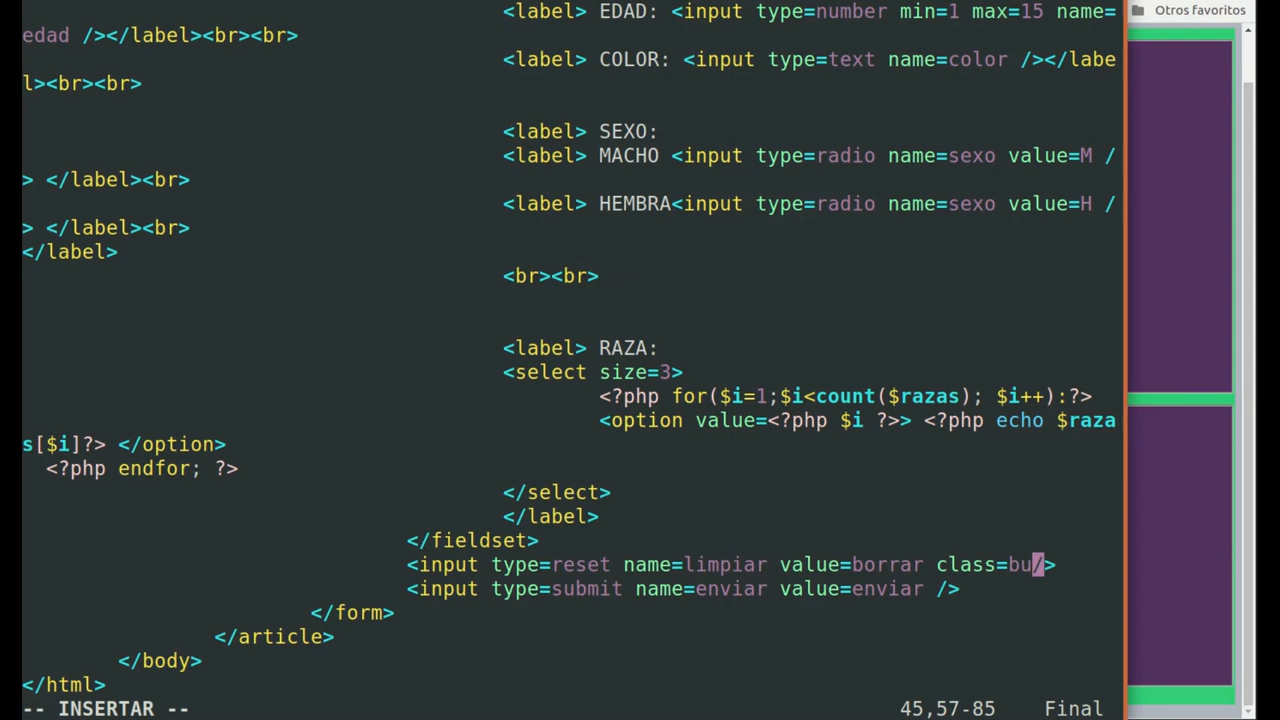 <label> EDAD: <input type=number min=1 max=15 name=
edad /></label><br><br>
<label> COLOR: <input type=text name=color /></labe
l><br><br>
<label> SEXO:
<label> MACHO <input type=radio name=sexo value=M /
> </label><br>
<label> HEMBRA<input type=radio name=sexo value=H /
> </label><br>
</label>
<br><br>
<label> RAZA:
<select size=3>
<?php for($i=1;$i<count($razas); $i++):?>
<option value=<?php $i ?>> <?php echo $raza
s[$i]?> </option>
<?php endfor; ?>
</select>
</label>
</fieldset>
<input type=reset name=limpiar value=borrar class=bu/>
<input type=submit name=enviar value=enviar />
</form>
</article>
</body>
</html>
-- INSERTAR -- 45,57-85 Final
Otros favoritos